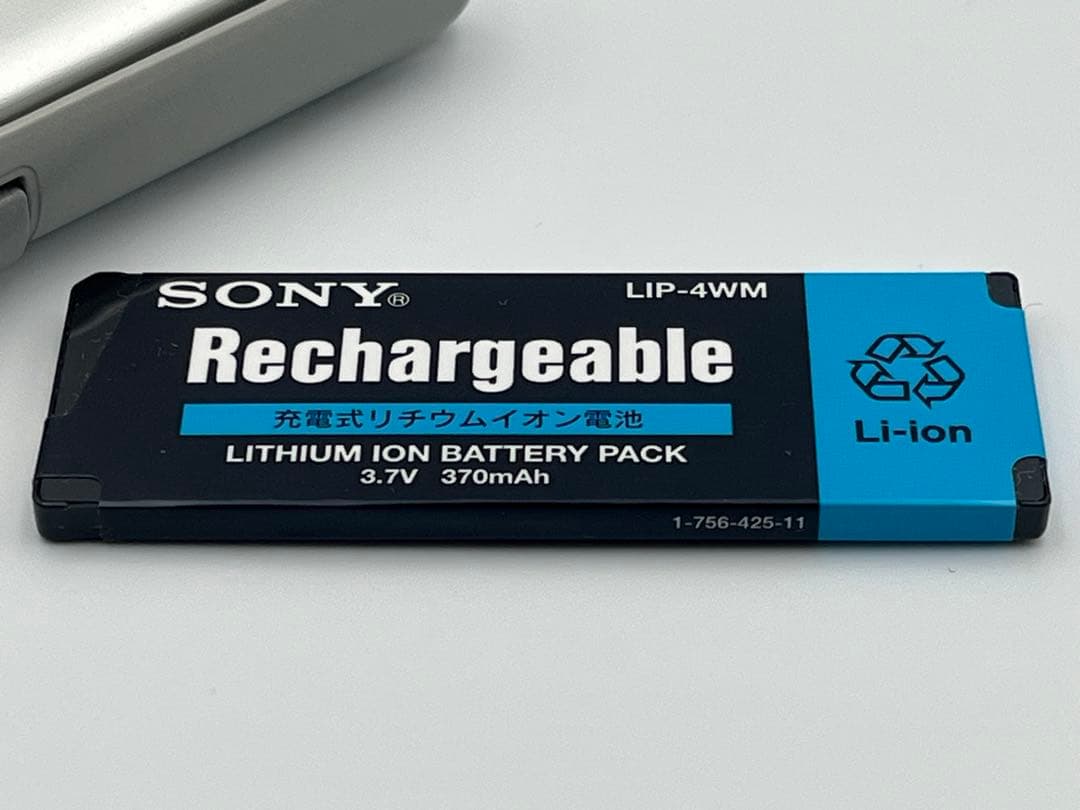 SONY® LIP-4WM
Rechargeable
充電式リチウムイオン電池
LITHIUM ION BATTERY PACK
3.7V 370mAh
Li-ion
1-756-425-11